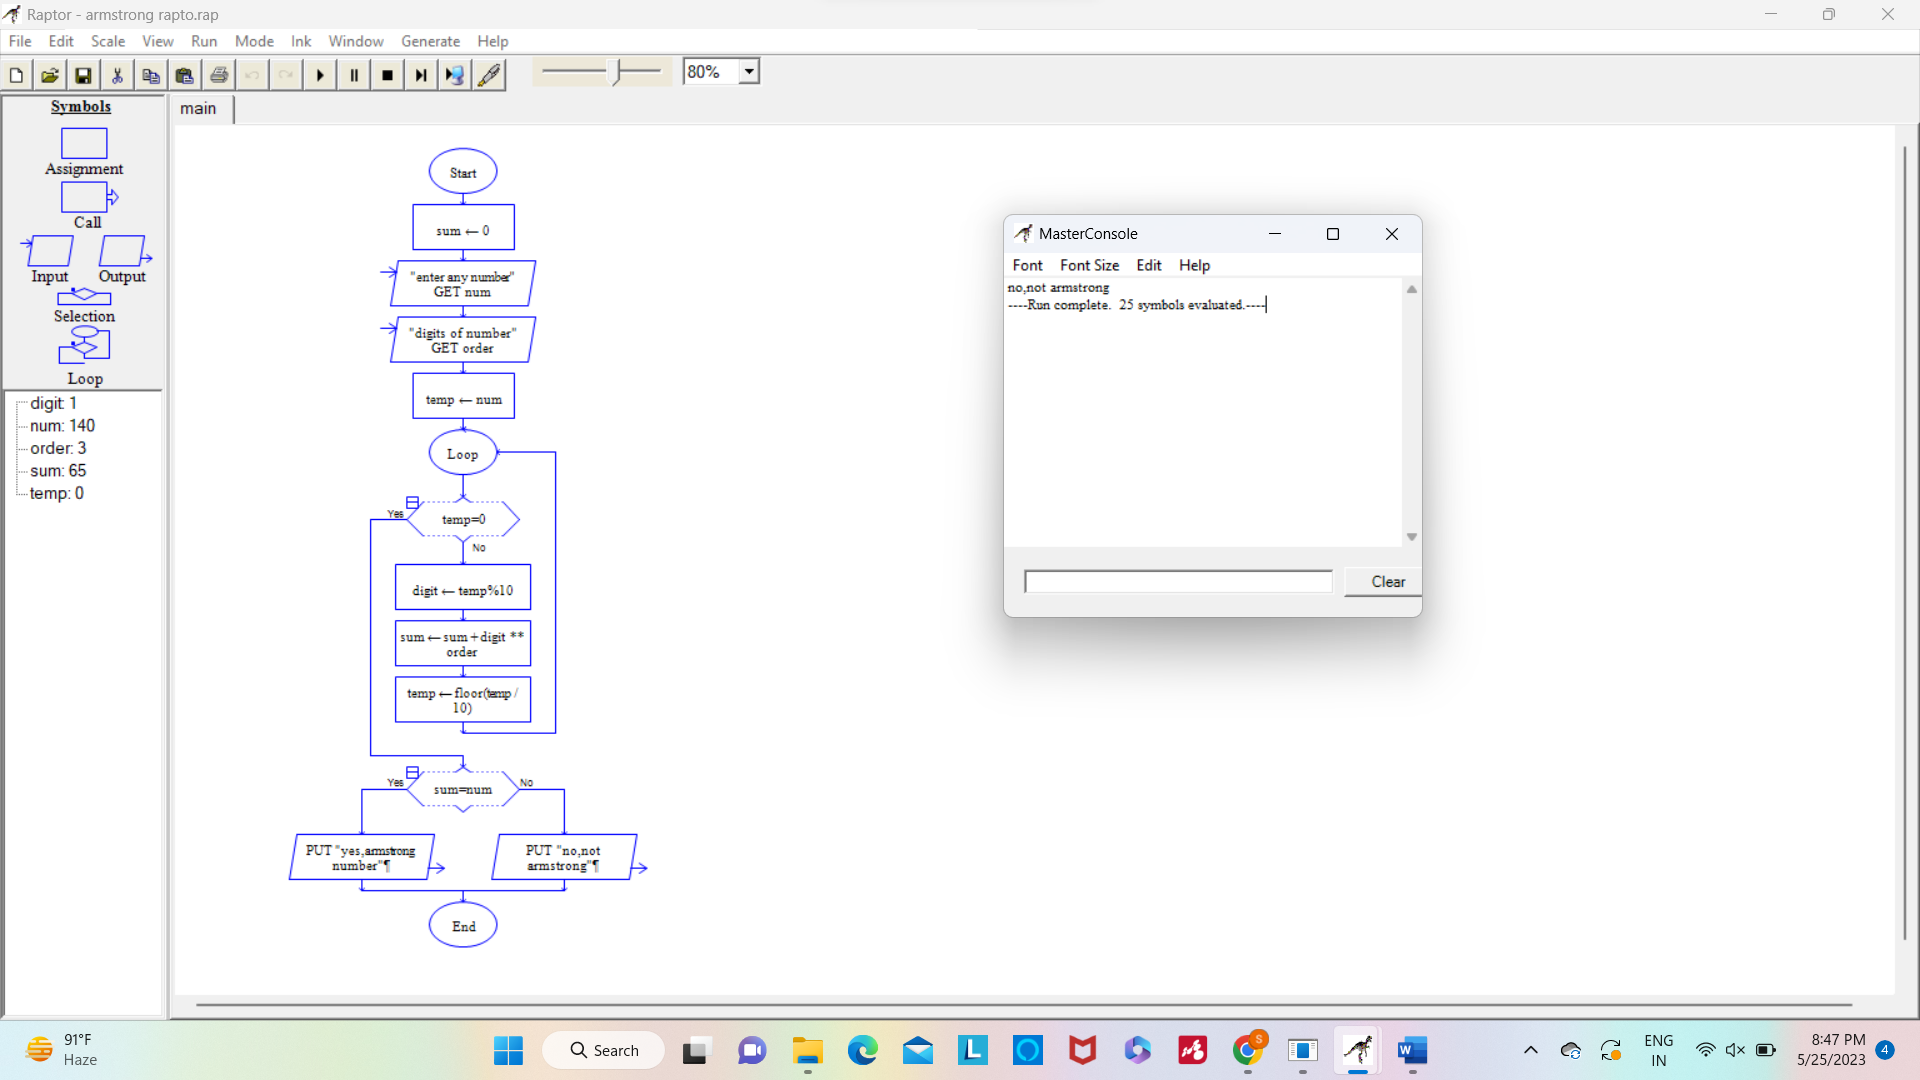 Raptor - armstrong rapto.rap
File Edit Scale View Run Mode Ink Window Generate Help
80%
Symbols
Assignment
Call
Input Output
Selection
Loop
digit: 1
num: 140
order: 3
sum: 65
temp: 0
main
Start
sum ← 0
"enter any number"
GET num
"digits of number"
GET order
temp ← num
Loop
Yes
temp=0
No
digit ← temp%10
sum ← sum + digit **
order
temp ← floor(temp /
10)
Yes
sum=num
No
PUT "yes,armstrong
number"¶
PUT "no,not
armstrong"¶
End
MasterConsole
Font Font Size Edit Help
no,not armstrong
----Run complete. 25 symbols evaluated.----
Clear
91°F
Haze
Search
L
S
W
ENG
IN
8:47 PM
5/25/2023
4